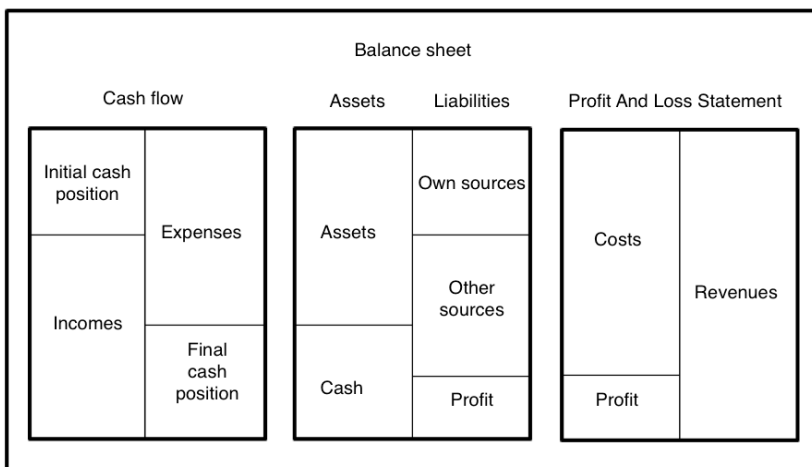 Balance sheet
Cash flow
Assets
Liabilities
Profit And Loss Statement
Initial cash
position
Expenses
Incomes
Final
cash
position
Assets
Own sources
Other
sources
Cash
Profit
Costs
Revenues
Profit